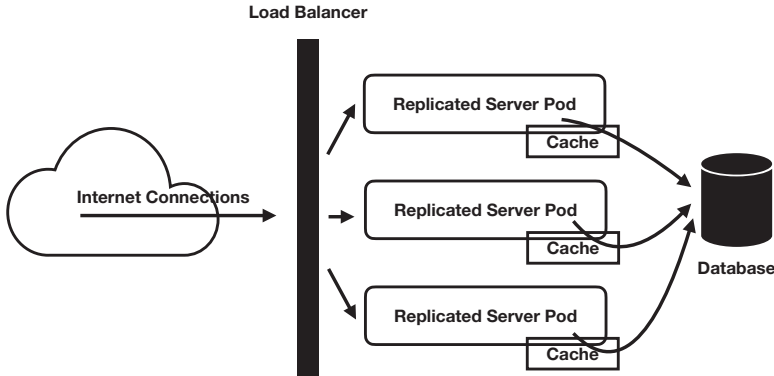 Load Balancer
Replicated Server Pod
Cache
Internet Connections
Replicated Server Pod
Cache
Database
Replicated Server Pod
Cache